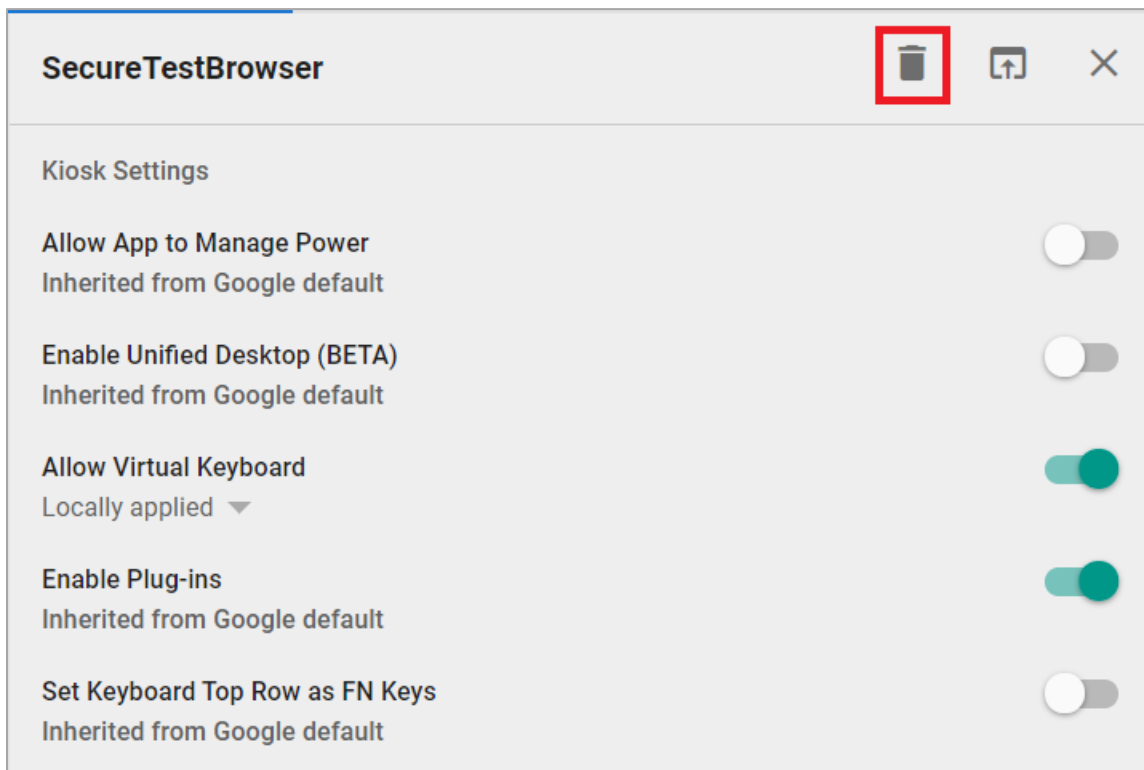 SecureTestBrowser
Kiosk Settings
Allow App to Manage Power
Inherited from Google default
Enable Unified Desktop (BETA)
Inherited from Google default
Allow Virtual Keyboard
Locally applied
Enable Plug-ins
Inherited from Google default
Set Keyboard Top Row as FN Keys
Inherited from Google default